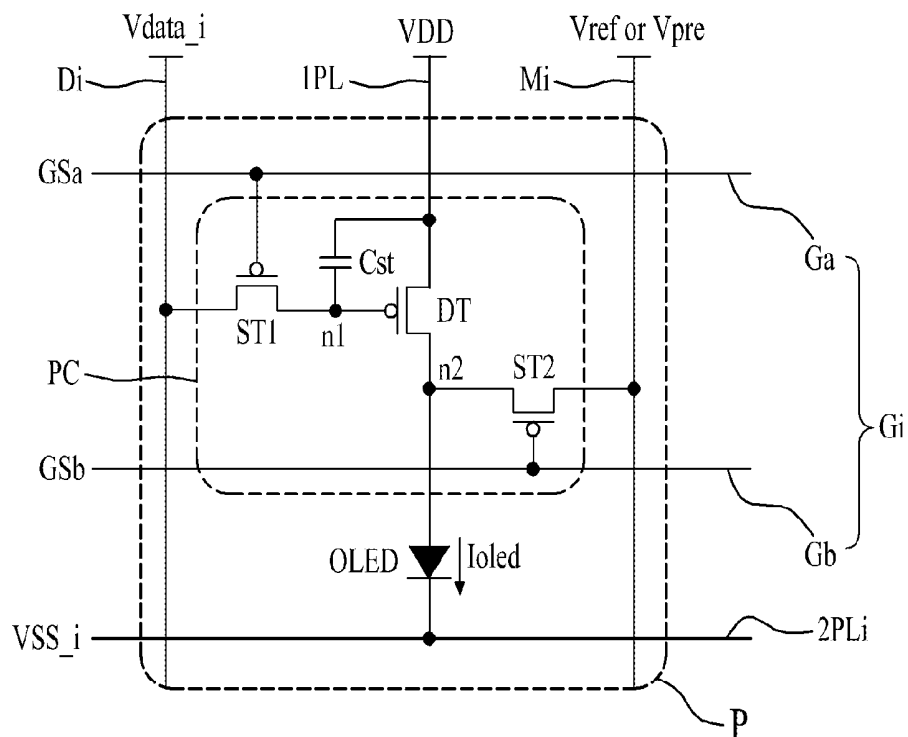 Vdata_i
VDD
Vref or Vpre
Di
1PL
Mi
GSa
Ga
Cst
ST1
n1
DT
PC
n2
ST2
Gi
GSb
Gb
OLED
Ioled
VSS_i
2PLi
P